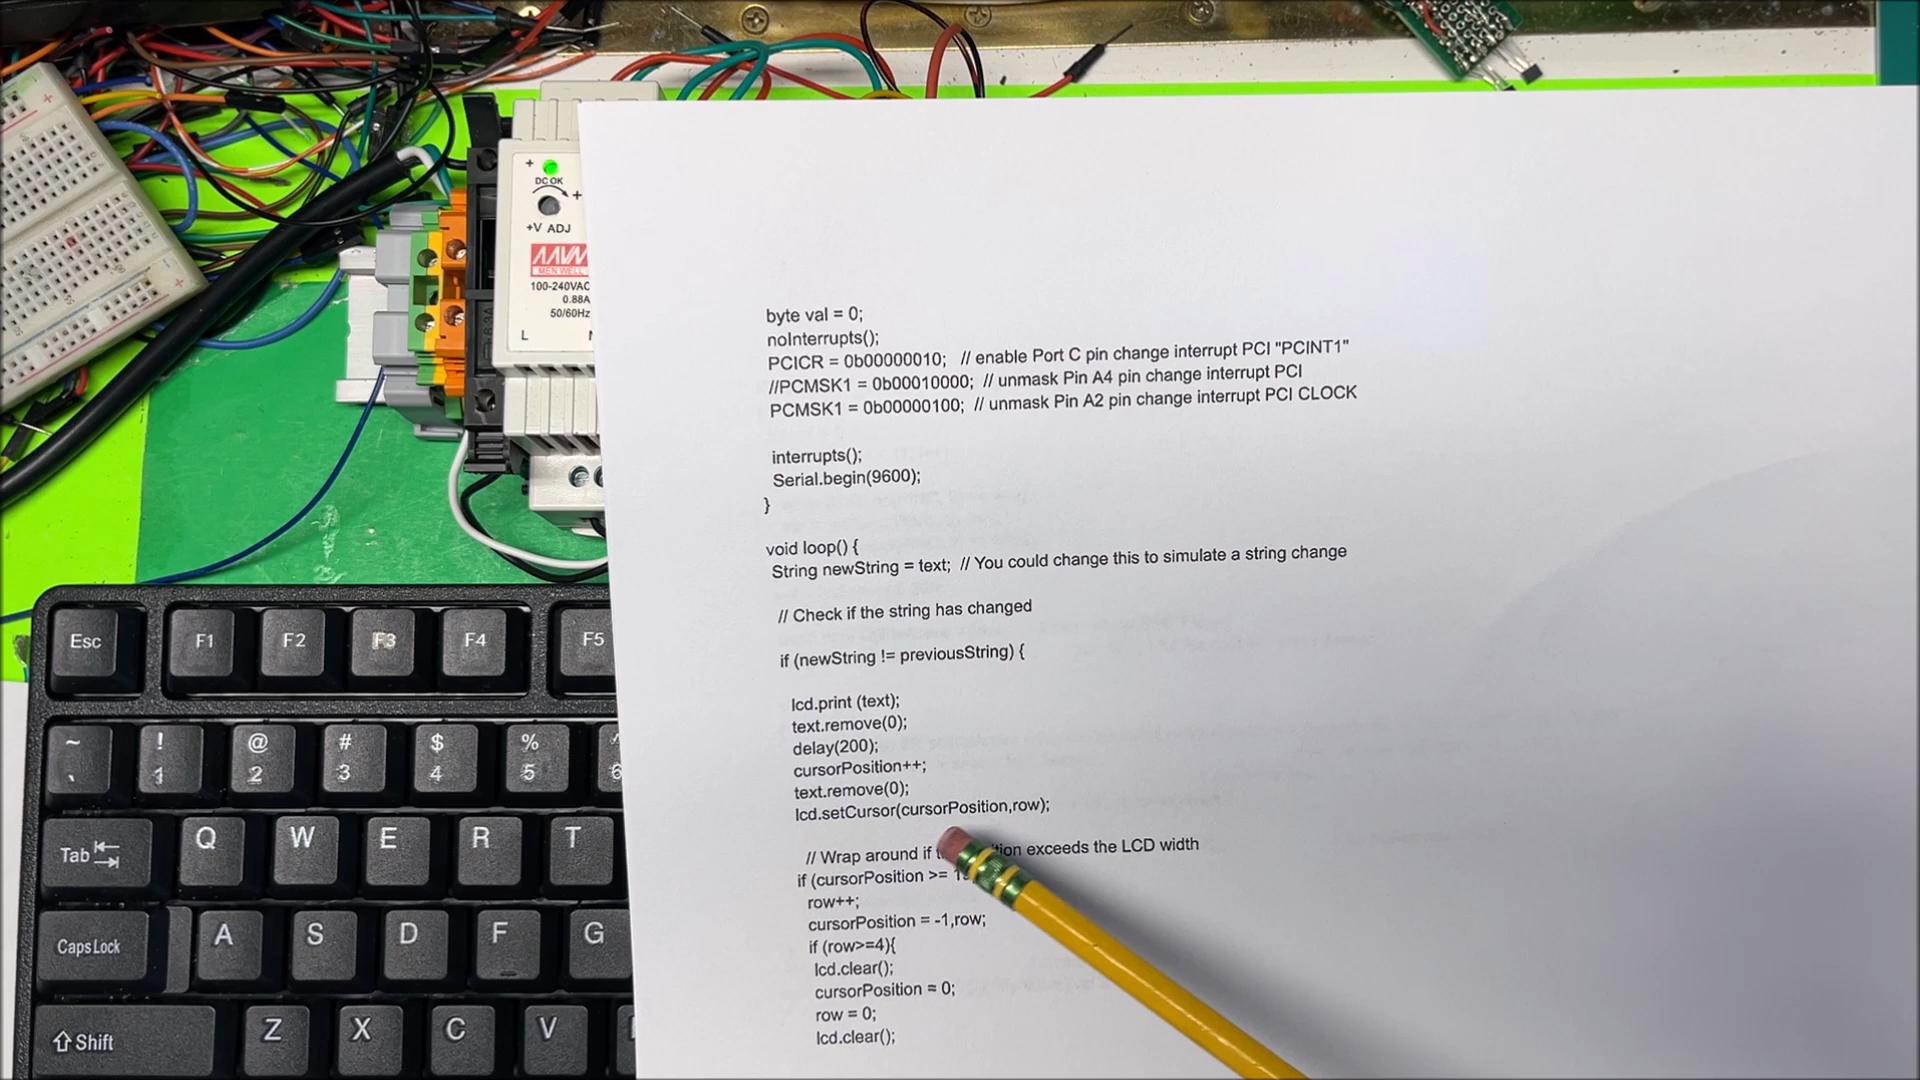 +
DC OK
+
+V ADJ
MEN WELL
100-240VAC
0.88A
50/60Hz
L
byte val = 0;
noInterrupts();
PCICR = 0b00000010; // enable Port C pin change interrupt PCI "PCINT1"
//PCMSK1 = 0b00010000; // unmask Pin A4 pin change interrupt PCI
PCMSK1 = 0b00000100; // unmask Pin A2 pin change interrupt PCI CLOCK
interrupts();
Serial.begin(9600);
}
void loop() {
String newString = text; // You could change this to simulate a string change
// Check if the string has changed
if (newString != previousString) {
lcd.print (text);
text.remove(0);
delay(200);
cursorPosition++;
text.remove(0);
lcd.setCursor(cursorPosition,row);
// Wrap around if exceeds the LCD width
if (cursorPosition >=
row++;
cursorPosition = -1,row;
if (row>=4){
lcd.clear();
cursorPosition = 0;
row = 0;
lcd.clear();
Esc F1 F2 F3 F4 F5
~ ! @ # $ %
` 1 2 3 4 5 6
Tab Q W E R T
Caps Lock A S D F G
Shift Z X C V